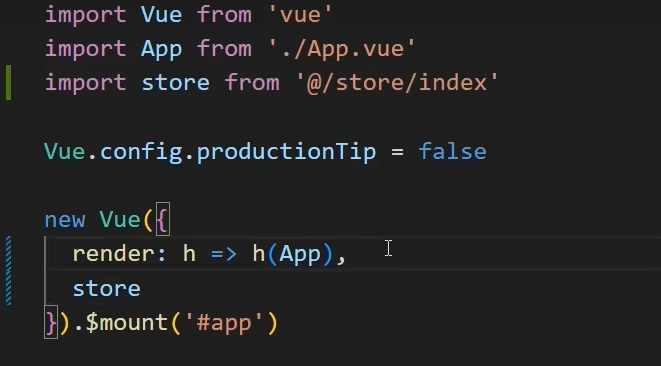 import Vue from 'vue'
import App from './App.vue'
import store from '@/store/index'
Vue.config.productionTip = false
new Vue({
render: h => h(App),
store
}).$mount('#app')